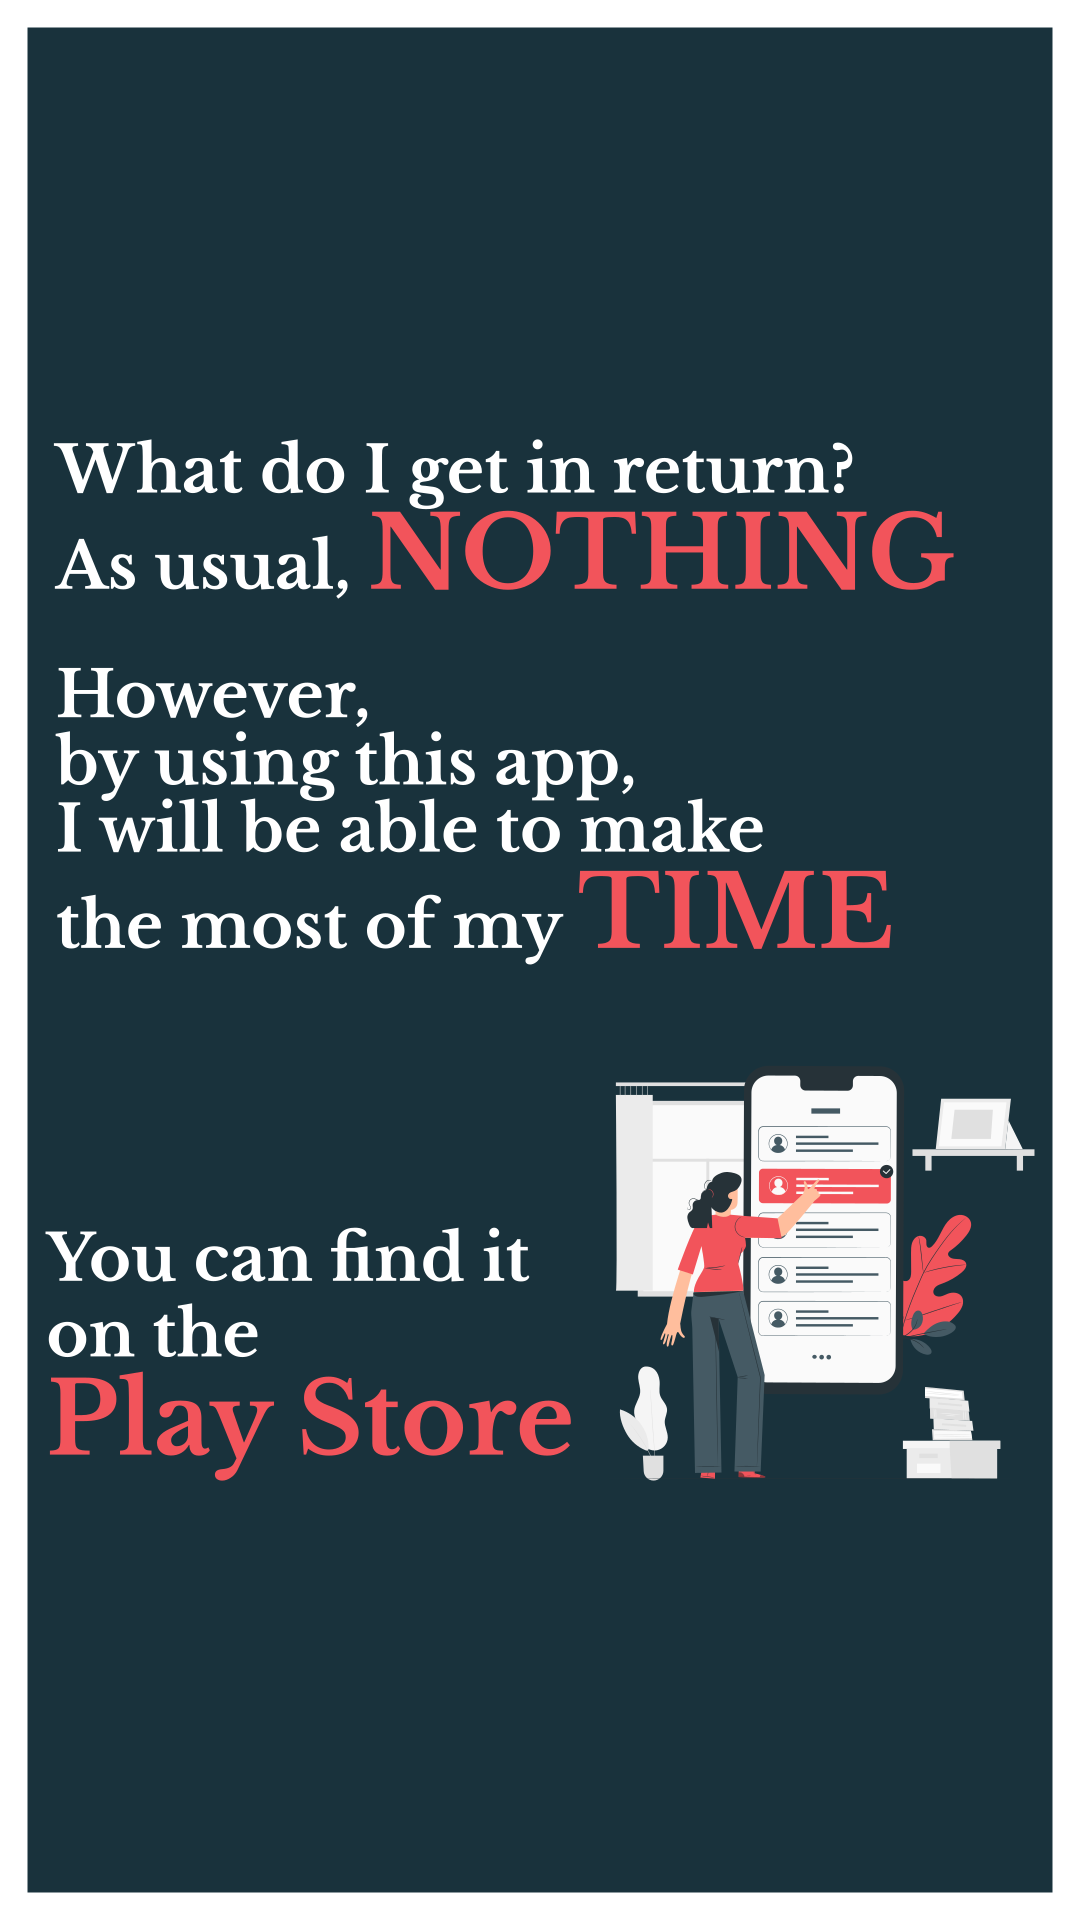 What do I get in return?
As usual, NOTHING
However,
by using this app,
I will be able to make
the most of my TIME
You can find it
on the
Play Store